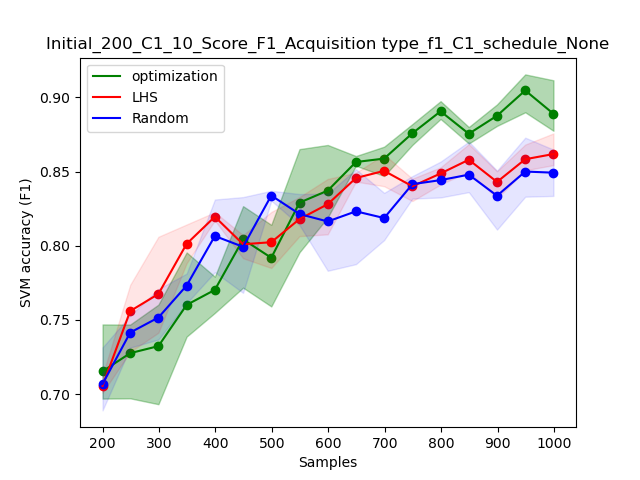 Initial_200_C1_10_Score_F1_Acquisition type_f1_C1_schedule_None
optimization
LHS
Random
SVM accuracy (F1)
0.90
0.85
0.80
0.75
0.70
200 300 400 500 600 700 800 900 1000
Samples